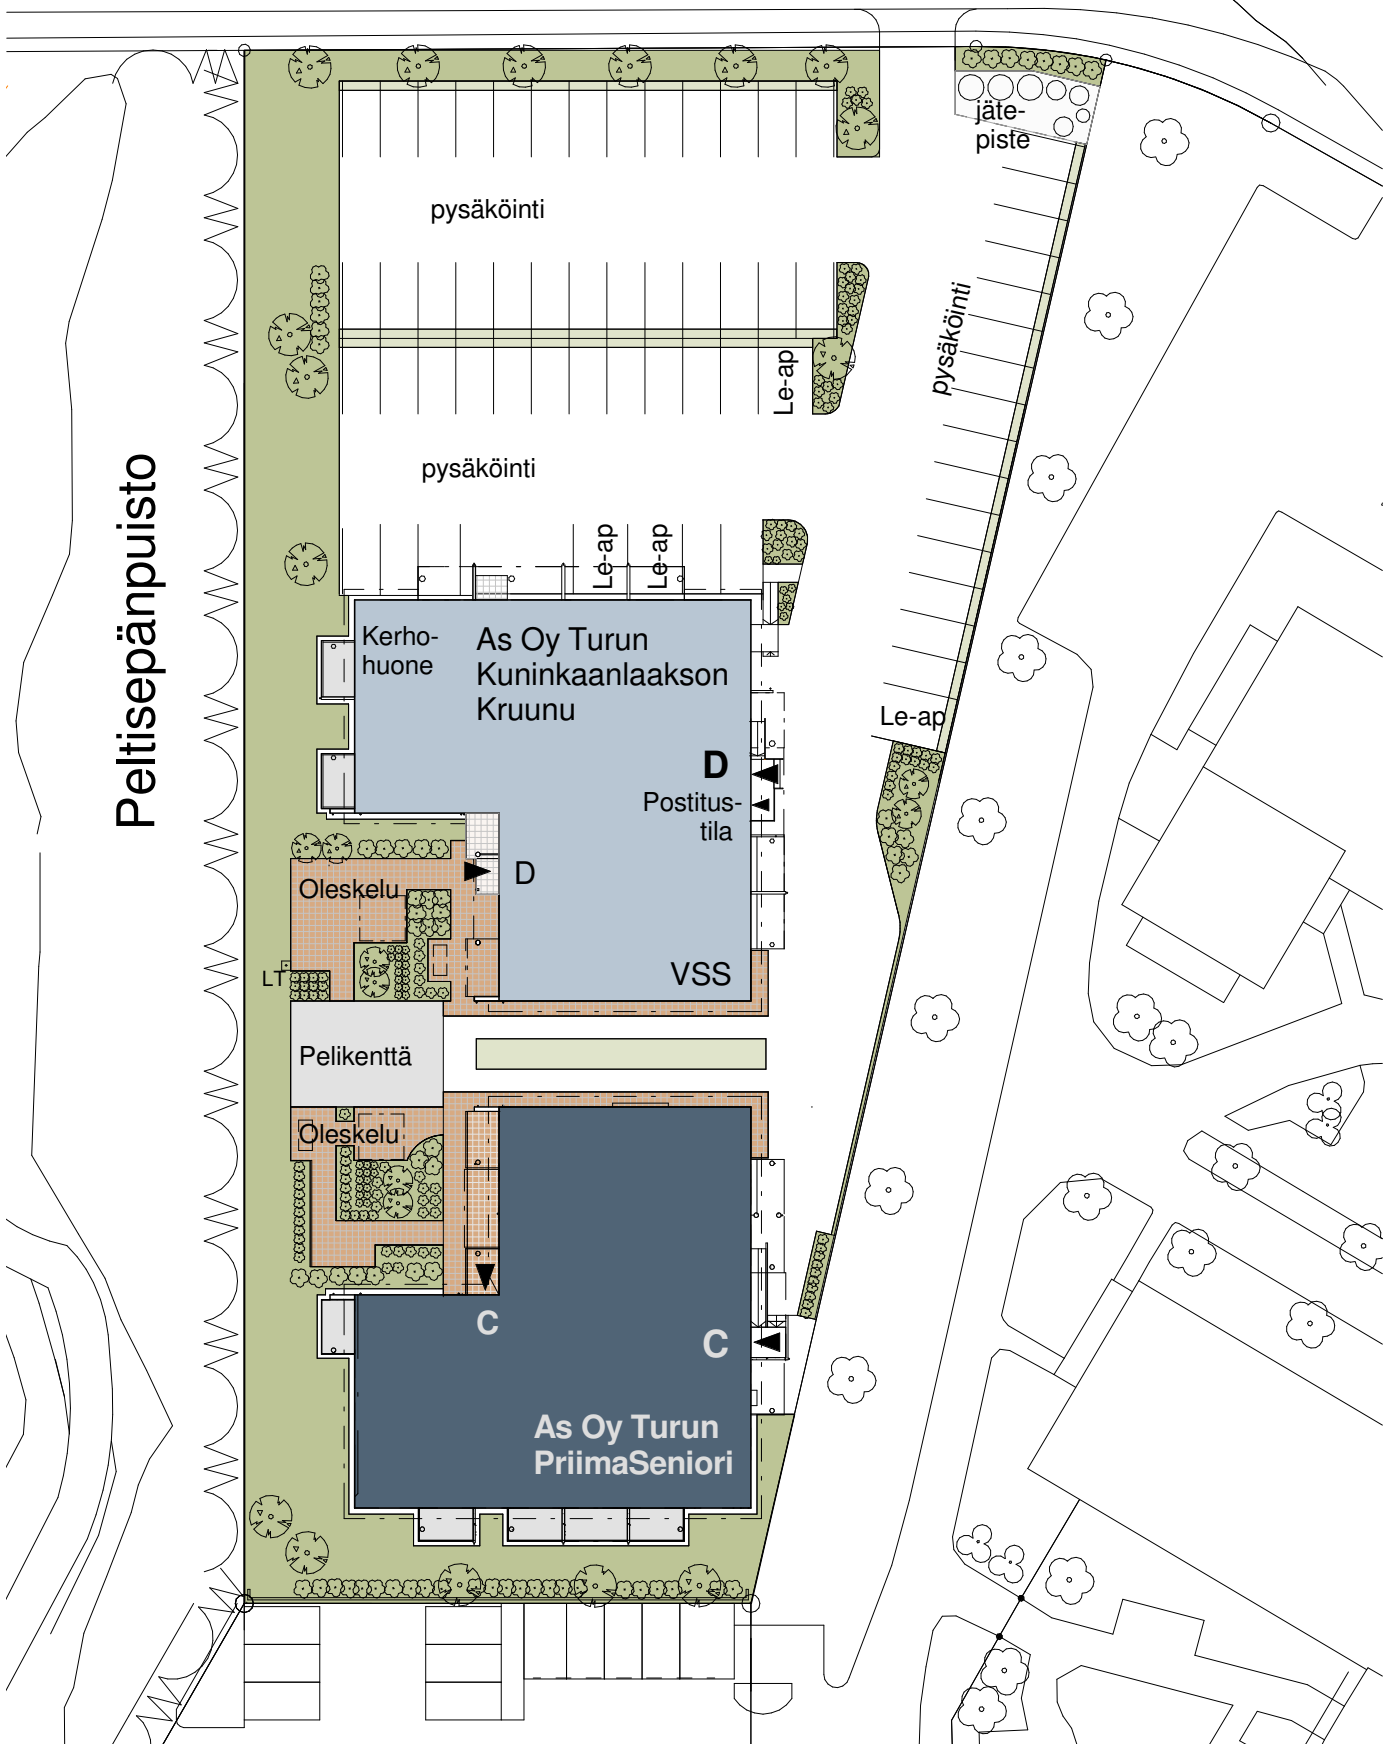 jäte-
piste
pysäköinti
pysäköinti
Le-ap
pysäköinti
Peltisepänpuisto
Le-ap
Le-ap
Kerho-
huone
As Oy Turun
Kuninkaanlaakson
Kruunu
Le-ap
D
Postitus-
tila
D
Oleskelu
LT
VSS
Pelikenttä
Oleskelu
C
C
As Oy Turun
PriimaSeniori